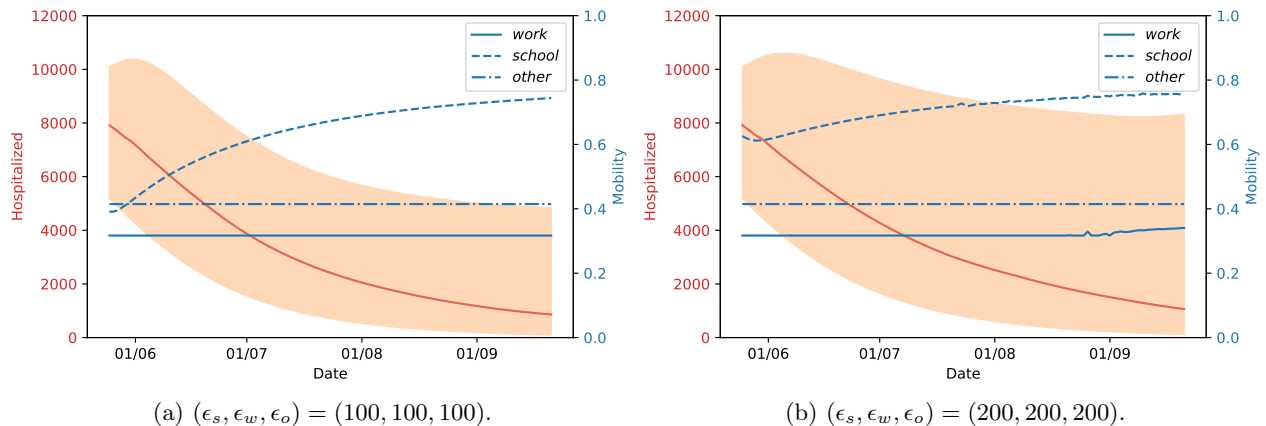 12000
10000
8000
6000
4000
2000
0
Hospitalized
1.0
0.8
0.6
0.4
0.2
0.0
Mobility
work
school
other
01/06 01/07 01/08 01/09
Date
(a) (ϵs, ϵw, ϵo) = (100, 100, 100).
12000
10000
8000
6000
4000
2000
0
Hospitalized
1.0
0.8
0.6
0.4
0.2
0.0
Mobility
work
school
other
01/06 01/07 01/08 01/09
Date
(b) (ϵs, ϵw, ϵo) = (200, 200, 200).